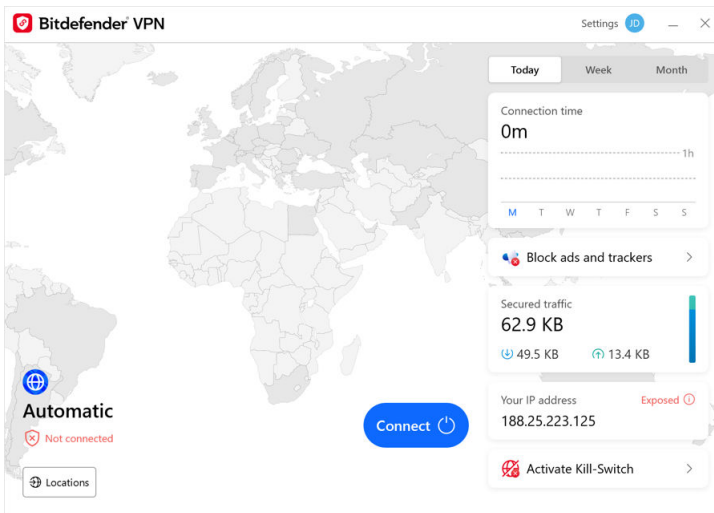 Bitdefender® VPN
Settings JD
Today Week Month
Connection time
0m
1h
M T W T F S S
Block ads and trackers
Secured traffic
62.9 KB
49.5 KB 13.4 KB
Your IP address Exposed
188.25.223.125
Activate Kill-Switch
Automatic
Not connected
Connect
Locations